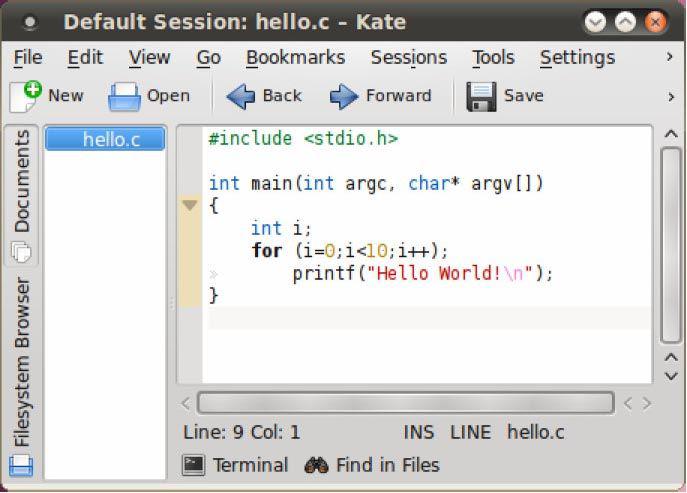 Default Session: hello.c – Kate
File Edit View Go Bookmarks Sessions Tools Settings
New Open Back Forward Save
Documents
Filesystem Browser
hello.c
#include <stdio.h>
int main(int argc, char* argv[])
{
int i;
for (i=0;i<10;i++);
printf("Hello World!\n");
}
Line: 9 Col: 1 INS LINE hello.c
Terminal Find in Files